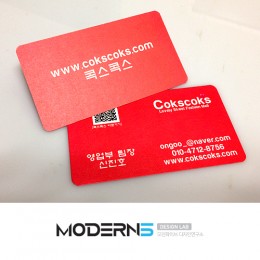 www.cokscoks.com
콕스콕스
Cokscoks
Lovely Street Fashion Mall
영업부 팀장
신진호
ongoo_@naver.com
010-4712-8756
www.cokscoks.com
MODERN5
DESIGN LAB